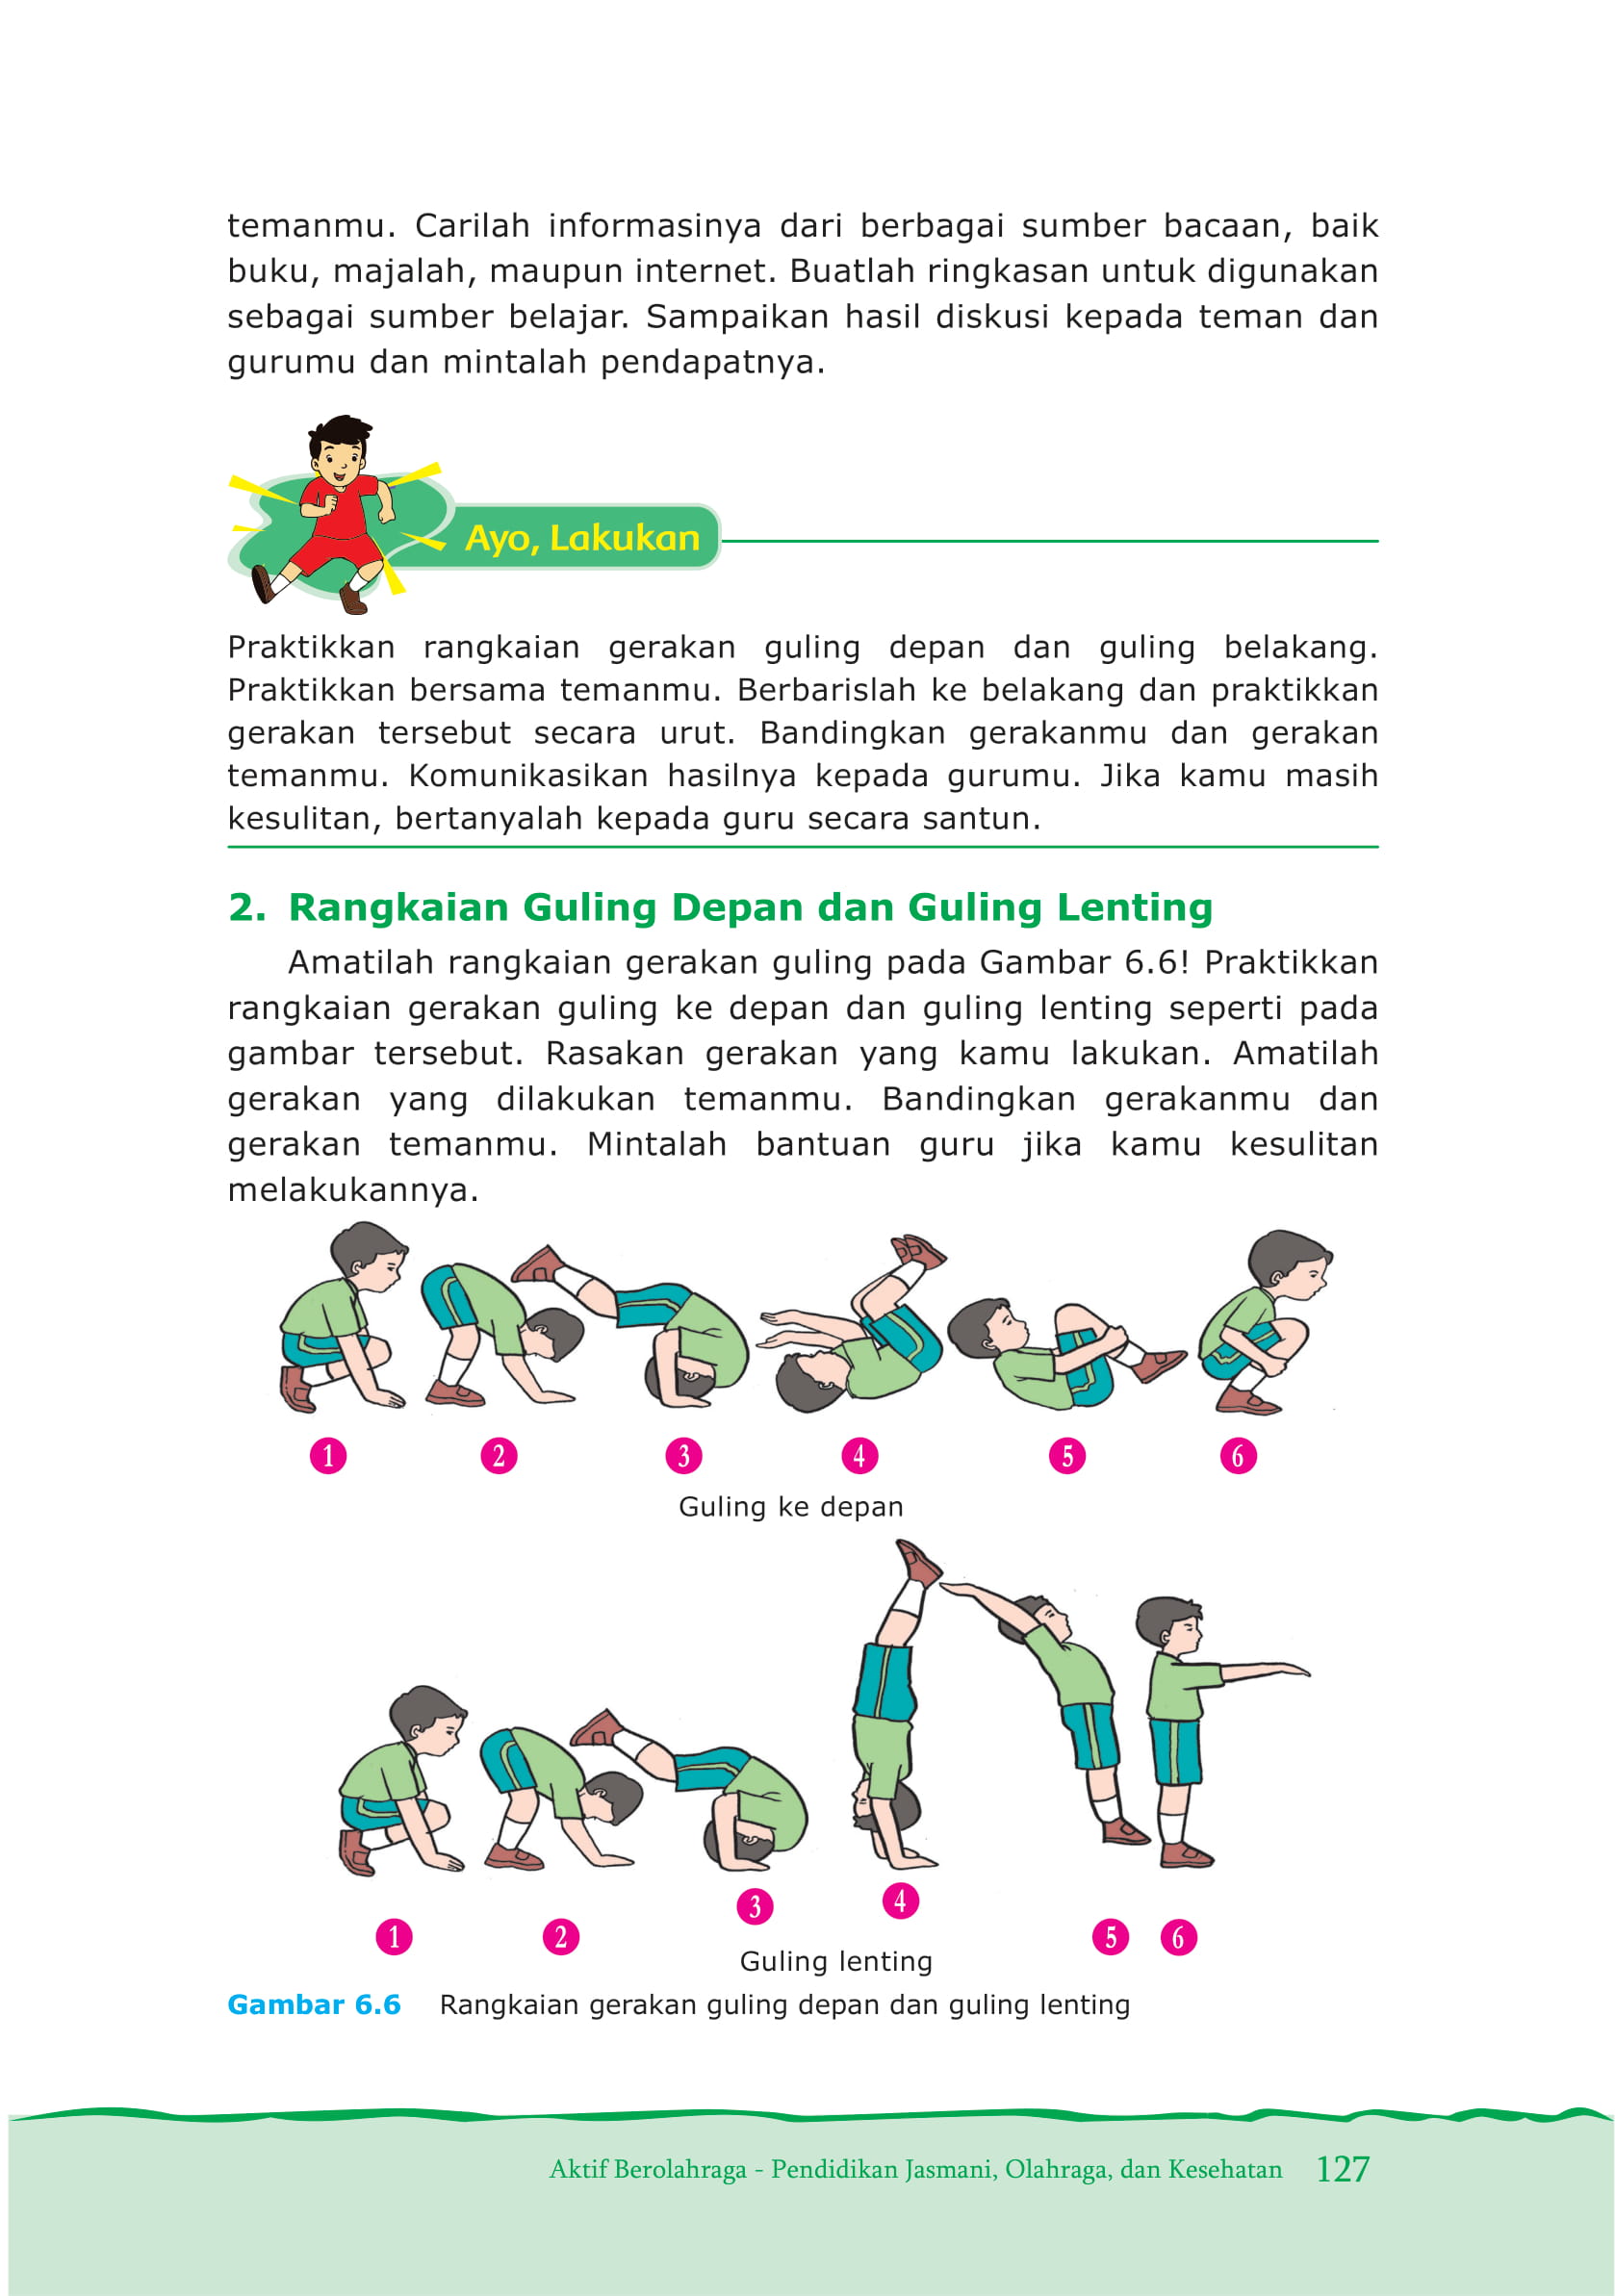 temanmu. Carilah informasinya dari berbagai sumber bacaan, baik
buku, majalah, maupun internet. Buatlah ringkasan untuk digunakan
sebagai sumber belajar. Sampaikan hasil diskusi kepada teman dan
gurumu dan mintalah pendapatnya.
Ayo, Lakukan
Praktikkan rangkaian gerakan guling depan dan guling belakang.
Praktikkan bersama temanmu. Berbarislah ke belakang dan praktikkan
gerakan tersebut secara urut. Bandingkan gerakanmu dan gerakan
temanmu. Komunikasikan hasilnya kepada gurumu. Jika kamu masih
kesulitan, bertanyalah kepada guru secara santun.
2. Rangkaian Guling Depan dan Guling Lenting
Amatilah rangkaian gerakan guling pada Gambar 6.6! Praktikkan
rangkaian gerakan guling ke depan dan guling lenting seperti pada
gambar tersebut. Rasakan gerakan yang kamu lakukan. Amatilah
gerakan yang dilakukan temanmu. Bandingkan gerakanmu dan
gerakan temanmu. Mintalah bantuan guru jika kamu kesulitan
melakukannya.
1 2 3 4 5 6
Guling ke depan
1 2 3 4 5 6
Guling lenting
Gambar 6.6 Rangkaian gerakan guling depan dan guling lenting
Aktif Berolahraga - Pendidikan Jasmani, Olahraga, dan Kesehatan 127